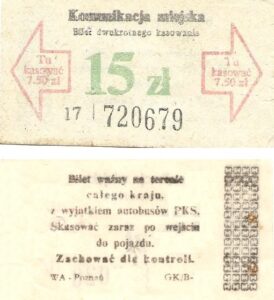 Komunikacja miejska
Bilet dwukrotnego kasowania
Tu
kasować
7.50 zł
15 zł
Tu
kasować
7.50 zł
17 720679
Bilet ważny na terenie
całego kraju,
z wyjątkiem autobusów PKS.
Skasować zaraz po wejściu
do pojazdu.
Zachować dla kontroli.
WA-Poznań GK/B-